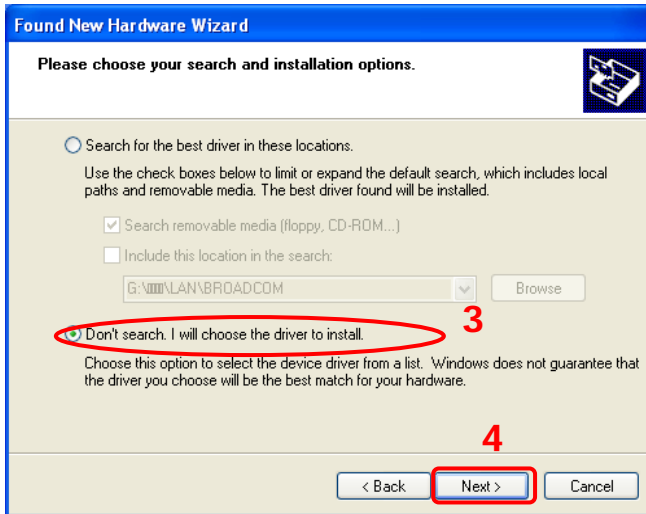 Found New Hardware Wizard
Please choose your search and installation options.
Search for the best driver in these locations.
Use the check boxes below to limit or expand the default search, which includes local
paths and removable media. The best driver found will be installed.
Search removable media (floppy, CD-ROM...)
Include this location in the search:
G:\ \LAN\BROADCOM
Browse
3
Don't search. I will choose the driver to install.
Choose this option to select the device driver from a list. Windows does not guarantee that
the driver you choose will be the best match for your hardware.
4
< Back
Next >
Cancel